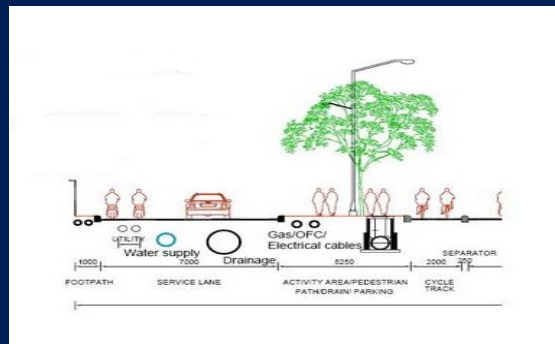 Gas/OFC/
Electrical cables
UTILITY
Water supply
Drainage
SEPARATOR
1000 7000 5250 2000 250
FOOTPATH SERVICE LANE ACTIVITY AREA/PEDESTRIAN CYCLE
PATH/DRAIN/ PARKING TRACK